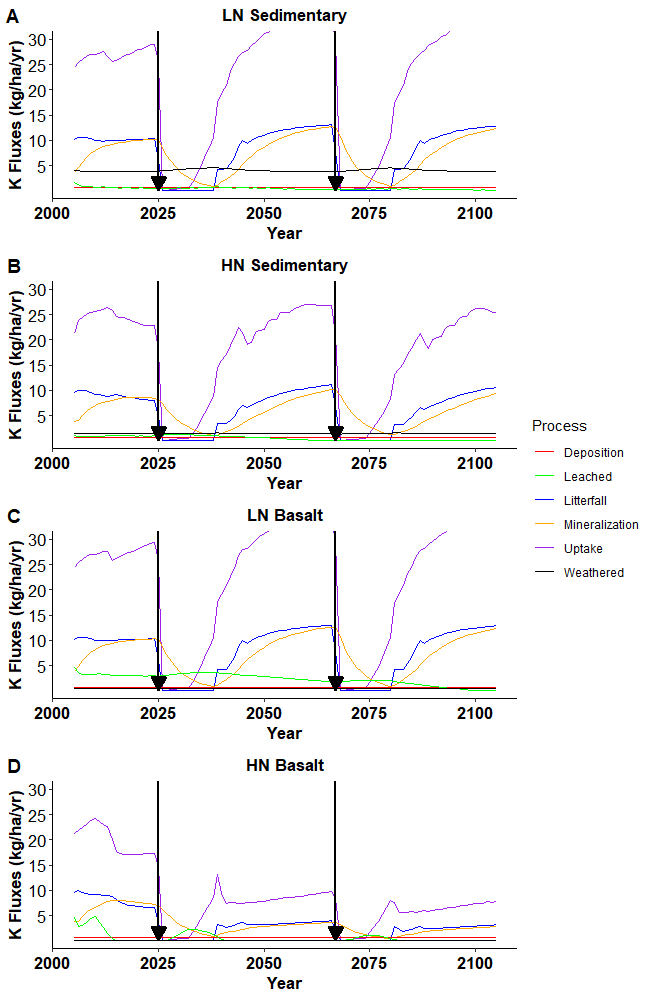 A LN Sedimentary
K Fluxes (kg/ha/yr)
30
25
20
15
10
5
2000 2025 2050 2075 2100
Year
B HN Sedimentary
K Fluxes (kg/ha/yr)
30
25
20
15
10
5
2000 2025 2050 2075 2100
Year
Process
Deposition
Leached
Litterfall
Mineralization
Uptake
Weathered
C LN Basalt
K Fluxes (kg/ha/yr)
30
25
20
15
10
5
2000 2025 2050 2075 2100
Year
D HN Basalt
K Fluxes (kg/ha/yr)
30
25
20
15
10
5
2000 2025 2050 2075 2100
Year